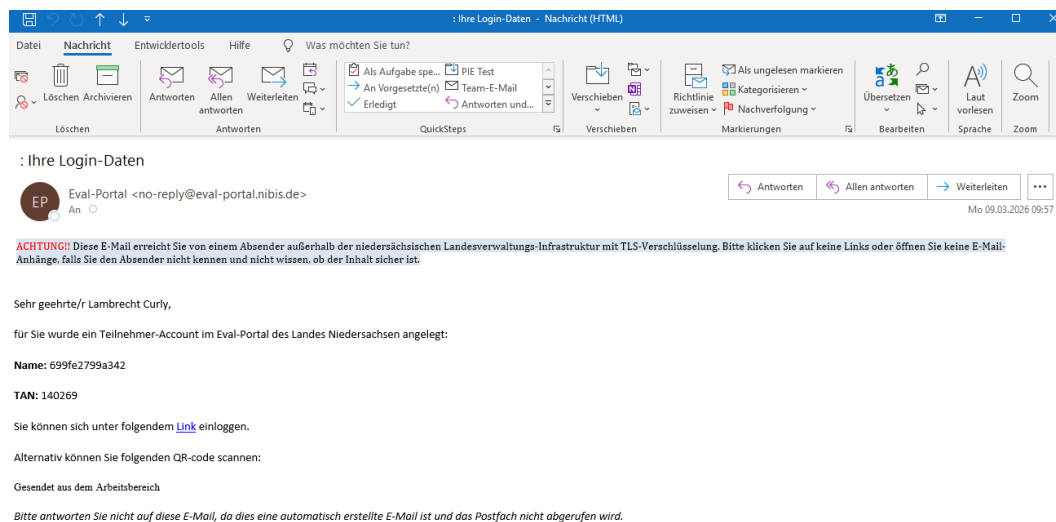 : Ihre Login-Daten - Nachricht (HTML)
Datei Nachricht Entwicklertools Hilfe Was möchten Sie tun?
Löschen Archivieren
Antworten Allen antworten Weiterleiten
Als Aufgabe spe... PIE Test
An Vorgesetzte(n) Team-E-Mail
Erledigt Antworten und...
Verschieben
Richtlinie zuweisen
Als ungelesen markieren
Kategorisieren
Nachverfolgung
Übersetzen
Laut vorlesen
Zoom
Löschen Antworten QuickSteps Verschieben Markierungen Bearbeiten Sprache Zoom
: Ihre Login-Daten
EP
Eval-Portal <no-reply@eval-portal.nibis.de>
An
Antworten Allen antworten Weiterleiten
Mo 09.03.2026 09:57
ACHTUNG!! Diese E-Mail erreicht Sie von einem Absender außerhalb der niedersächsischen Landesverwaltungs-Infrastruktur mit TLS-Verschlüsselung. Bitte klicken Sie auf keine Links oder öffnen Sie keine E-Mail-
Anhänge, falls Sie den Absender nicht kennen und nicht wissen, ob der Inhalt sicher ist.
Sehr geehrte/r Lambrecht Curly,
für Sie wurde ein Teilnehmer-Account im Eval-Portal des Landes Niedersachsen angelegt:
Name: 699fe2799a342
TAN: 140269
Sie können sich unter folgendem Link einloggen.
Alternativ können Sie folgenden QR-code scannen:
Gesendet aus dem Arbeitsbereich
Bitte antworten Sie nicht auf diese E-Mail, da dies eine automatisch erstellte E-Mail ist und das Postfach nicht abgerufen wird.